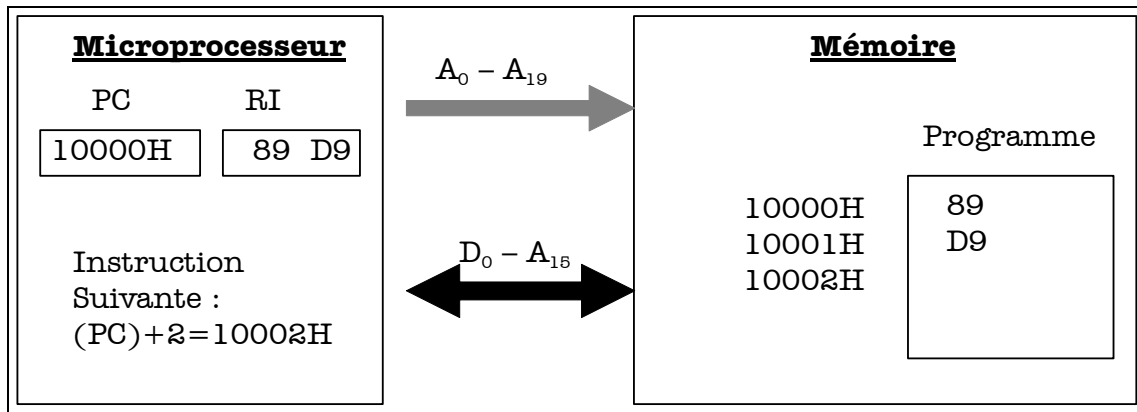 Microprocesseur
PC RI
10000H 89 D9
Instruction
Suivante :
(PC)+2=10002H
A₀ – A₁₉
D₀ – A₁₅
Mémoire
Programme
10000H 89
10001H D9
10002H